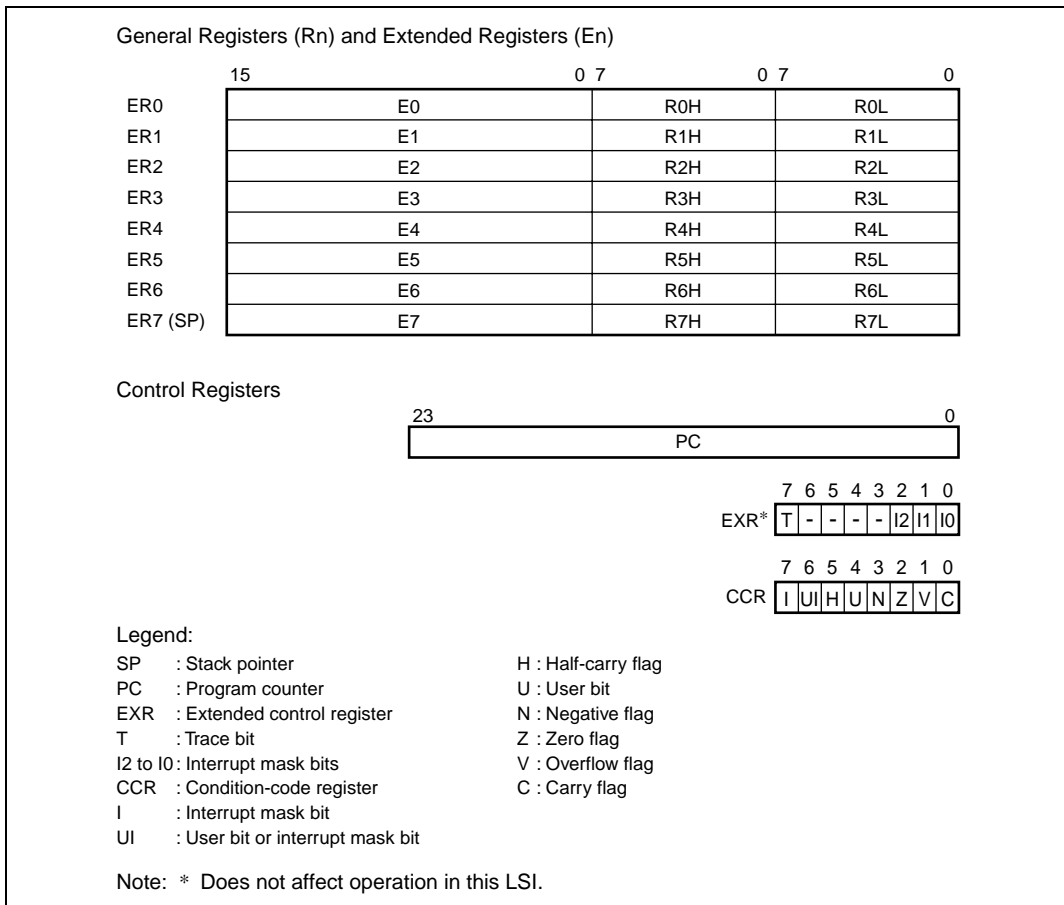 General Registers (Rn) and Extended Registers (En)
15 0 7 0 7 0
ER0 E0 R0H R0L
ER1 E1 R1H R1L
ER2 E2 R2H R2L
ER3 E3 R3H R3L
ER4 E4 R4H R4L
ER5 E5 R5H R5L
ER6 E6 R6H R6L
ER7 (SP) E7 R7H R7L
Control Registers
23 0
PC
7 6 5 4 3 2 1 0
EXR* T - - - - I2 I1 I0
7 6 5 4 3 2 1 0
CCR I UI H U N Z V C
Legend:
SP : Stack pointer H : Half-carry flag
PC : Program counter U : User bit
EXR : Extended control register N : Negative flag
T : Trace bit Z : Zero flag
I2 to I0 : Interrupt mask bits V : Overflow flag
CCR : Condition-code register C : Carry flag
I : Interrupt mask bit
UI : User bit or interrupt mask bit
Note: * Does not affect operation in this LSI.